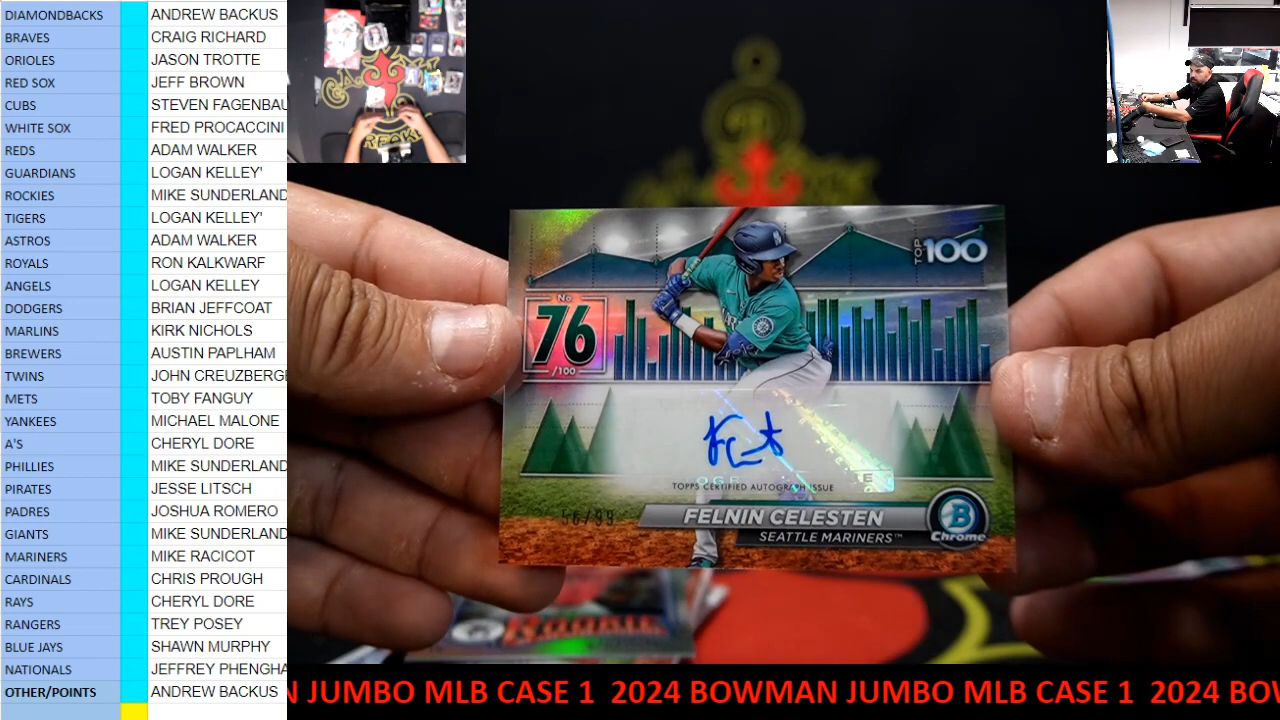 DIAMONDBACKS ANDREW BACKUS
BRAVES CRAIG RICHARD
ORIOLES JASON TROTTE
RED SOX JEFF BROWN
CUBS STEVEN FAGENBAU
WHITE SOX FRED PROCACCINI
REDS ADAM WALKER
GUARDIANS LOGAN KELLEY'
ROCKIES MIKE SUNDERLAND
TIGERS LOGAN KELLEY'
ASTROS ADAM WALKER
ROYALS RON KALKWARF
ANGELS LOGAN KELLEY
DODGERS BRIAN JEFFCOAT
MARLINS KIRK NICHOLS
BREWERS AUSTIN PAPLHAM
TWINS JOHN CREUZBERGE
METS TOBY FANGUY
YANKEES MICHAEL MALONE
A'S CHERYL DORE
PHILLIES MIKE SUNDERLAND
PIRATES JESSE LITSCH
PADRES JOSHUA ROMERO
GIANTS MIKE SUNDERLAND
MARINERS MIKE RACICOT
CARDINALS CHRIS PROUGH
RAYS CHERYL DORE
RANGERS TREY POSEY
BLUE JAYS SHAWN MURPHY
NATIONALS JEFFREY PHENGHA
OTHER/POINTS ANDREW BACKUS
TOP 100
No.
76
/100
TOPPS CERTIFIED AUTOGRAPH ISSUE
56/99
FELNIN CELESTEN
SEATTLE MARINERS™
B
Chrome
ROOKIE
N JUMBO MLB CASE 1 2024 BOWMAN JUMBO MLB CASE 1 2024 BOW